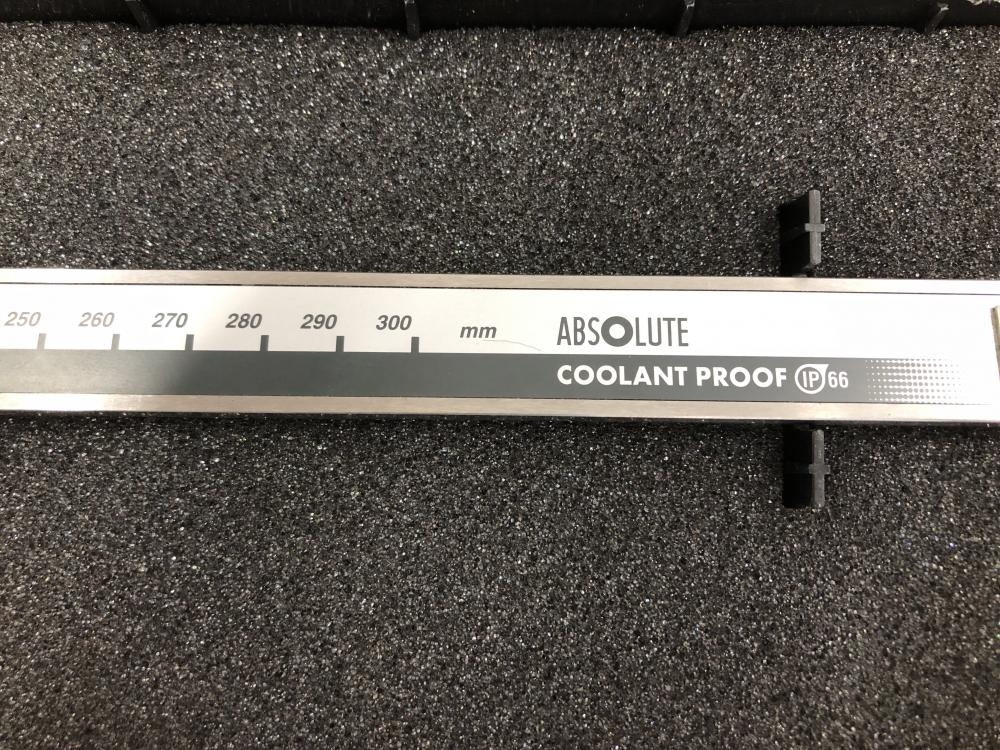 250 260 270 280 290 300 mm
ABSOLUTE
COOLANT PROOF IP66